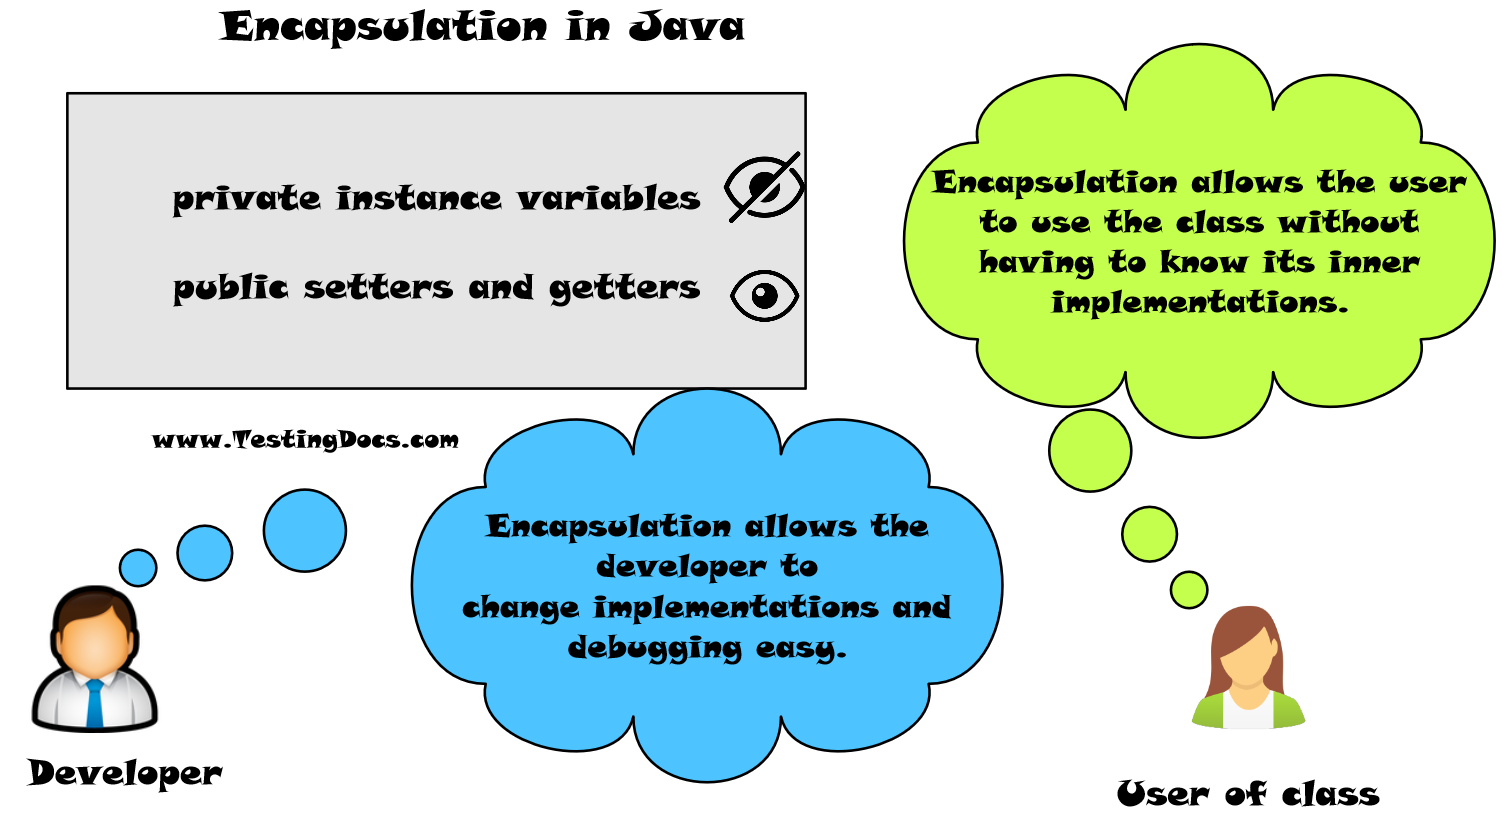 Encapsulation in Java
private instance variables
public setters and getters
www.TestingDocs.com
Encapsulation allows the user
to use the class without
having to know its inner
implementations.
Encapsulation allows the
developer to
change implementations and
debugging easy.
Developer
User of class